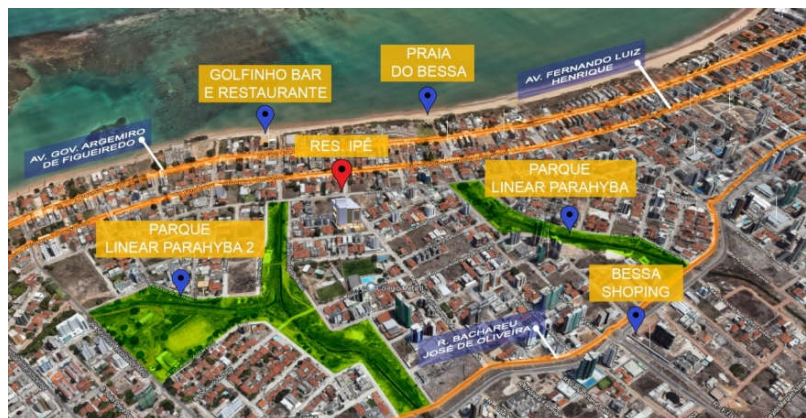 GOLFINHO BAR
E RESTAURANTE
PRAIA
DO BESSA
AV. FERNANDO LUIZ
HENRIQUE
AV. GOV. ARGEMIRO
DE FIGUEIREDO
RES. IPÊ
PARQUE
LINEAR PARAHYBA
PARQUE
LINEAR PARAHYBA 2
BESSA
SHOPING
R. BACHAREU
JOSÉ DE OLIVEIRA